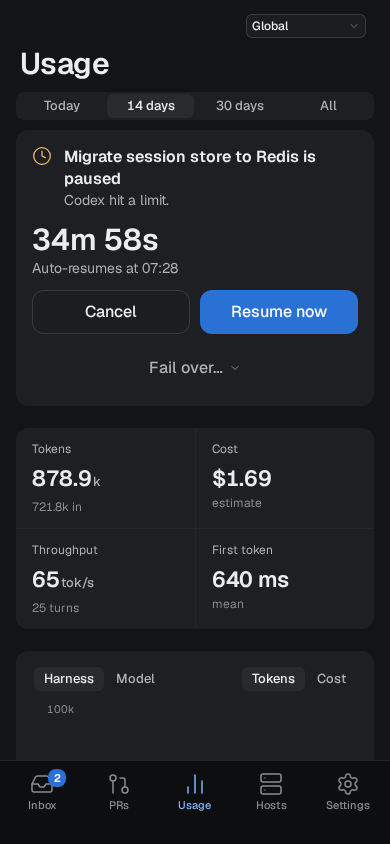 Global
Usage
Today 14 days 30 days All
Migrate session store to Redis is
paused
Codex hit a limit.
34m 58s
Auto-resumes at 07:28
Cancel Resume now
Fail over...
Tokens Cost
878.9k $1.69
721.8k in estimate
Throughput First token
65tok/s 640 ms
25 turns mean
Harness Model Tokens Cost
100k
2
Inbox PRs Usage Hosts Settings